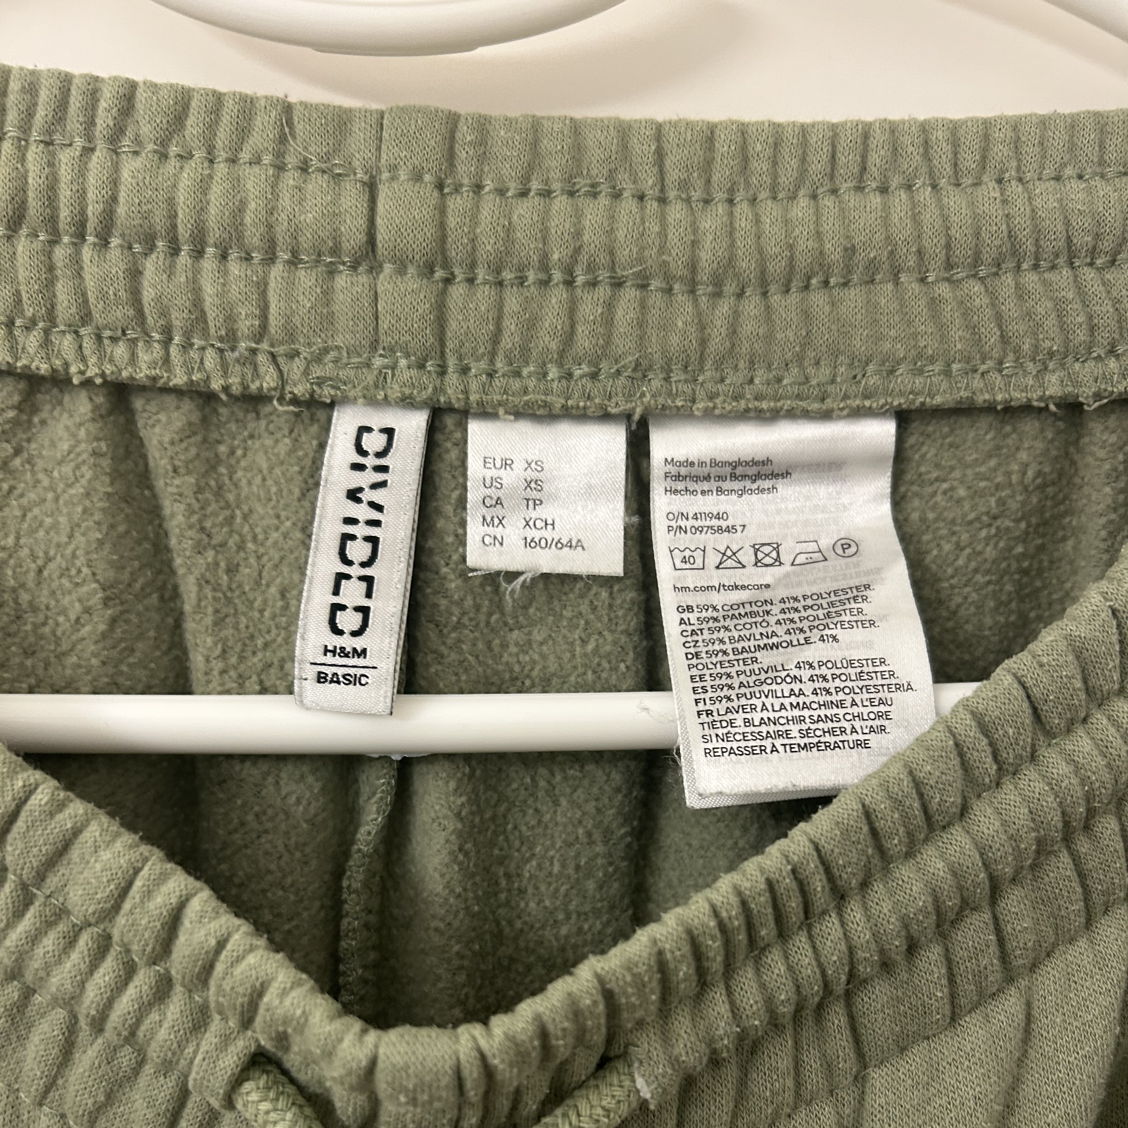 DIVIDED
H&M
BASIC
EUR XS
US XS
CA TP
MX XCH
CN 160/64A
Made in Bangladesh
Fabriqué au Bangladesh
Hecho en Bangladesh
O/N 411940
P/N 0975845 7
40
P
hm.com/takecare
GB 59% COTTON. 41% POLYESTER.
AL 59% PAMBUK. 41% POLIESTËR.
CAT 59% COTÓ. 41% POLIÈSTER.
CZ 59% BAVLNA. 41% POLYESTER.
DE 59% BAUMWOLLE. 41%
POLYESTER.
EE 59% PUUVILL. 41% POLÜESTER.
ES 59% ALGODÓN. 41% POLIÉSTER.
FI 59% PUUVILLAA. 41% POLYESTERIÄ.
FR LAVER À LA MACHINE À L'EAU
TIÈDE. BLANCHIR SANS CHLORE
SI NÉCESSAIRE. SÉCHER À L'AIR.
REPASSER À TEMPÉRATURE